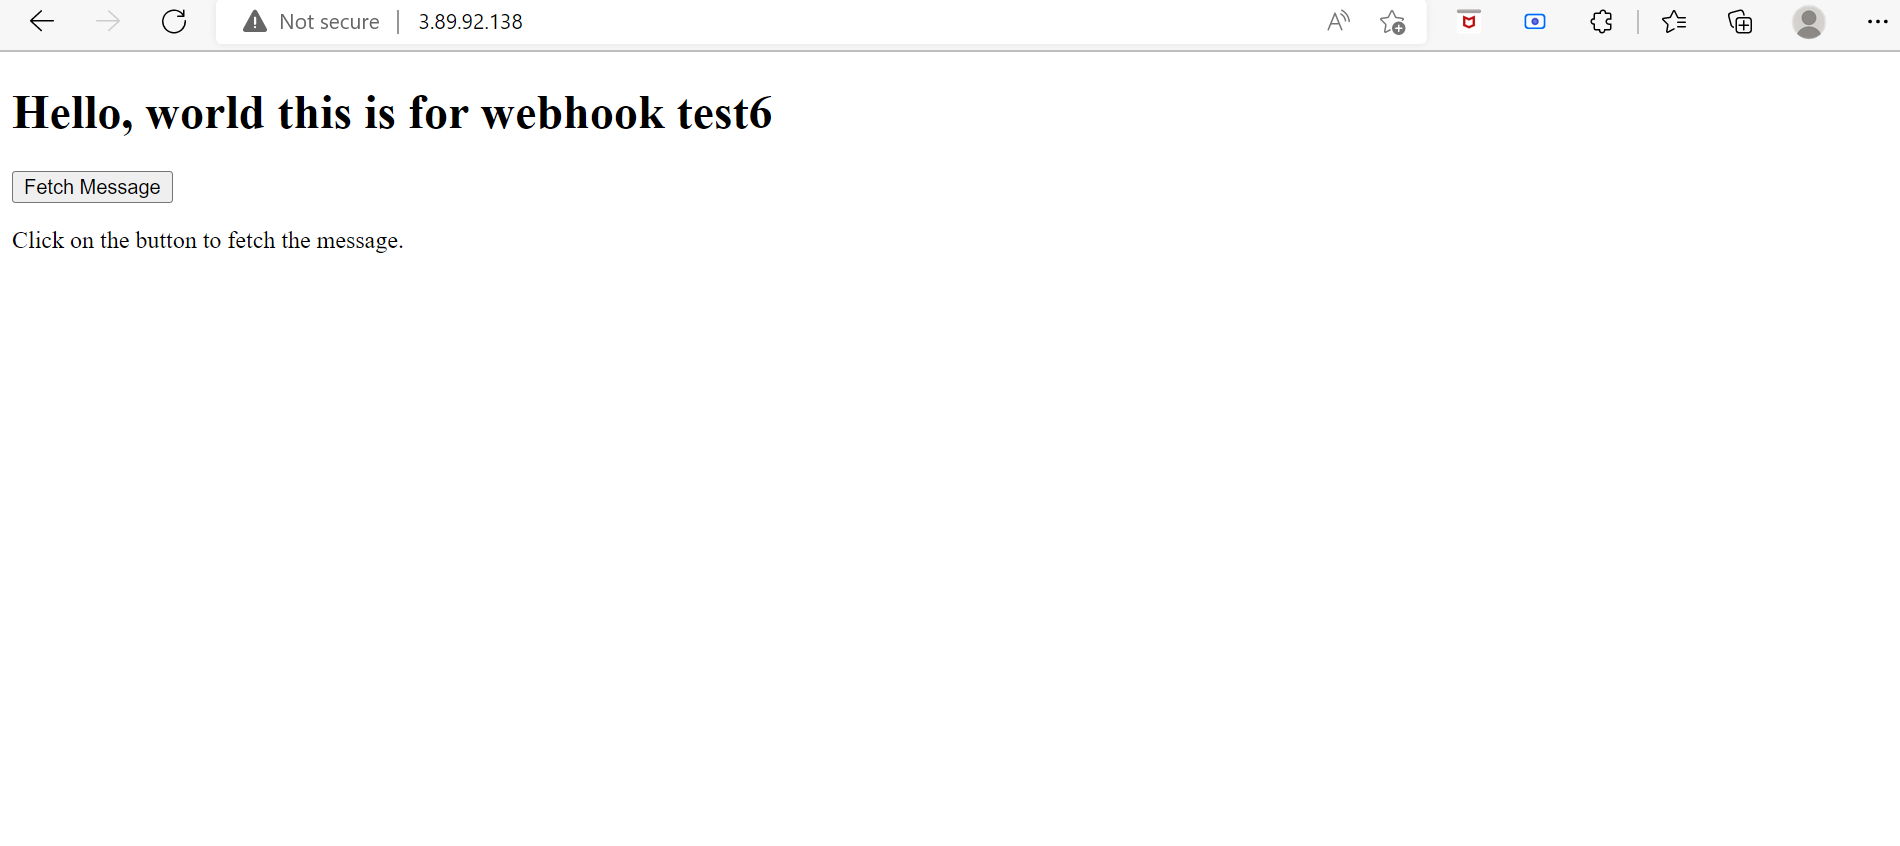 Not secure | 3.89.92.138
Hello, world this is for webhook test6
Fetch Message
Click on the button to fetch the message.